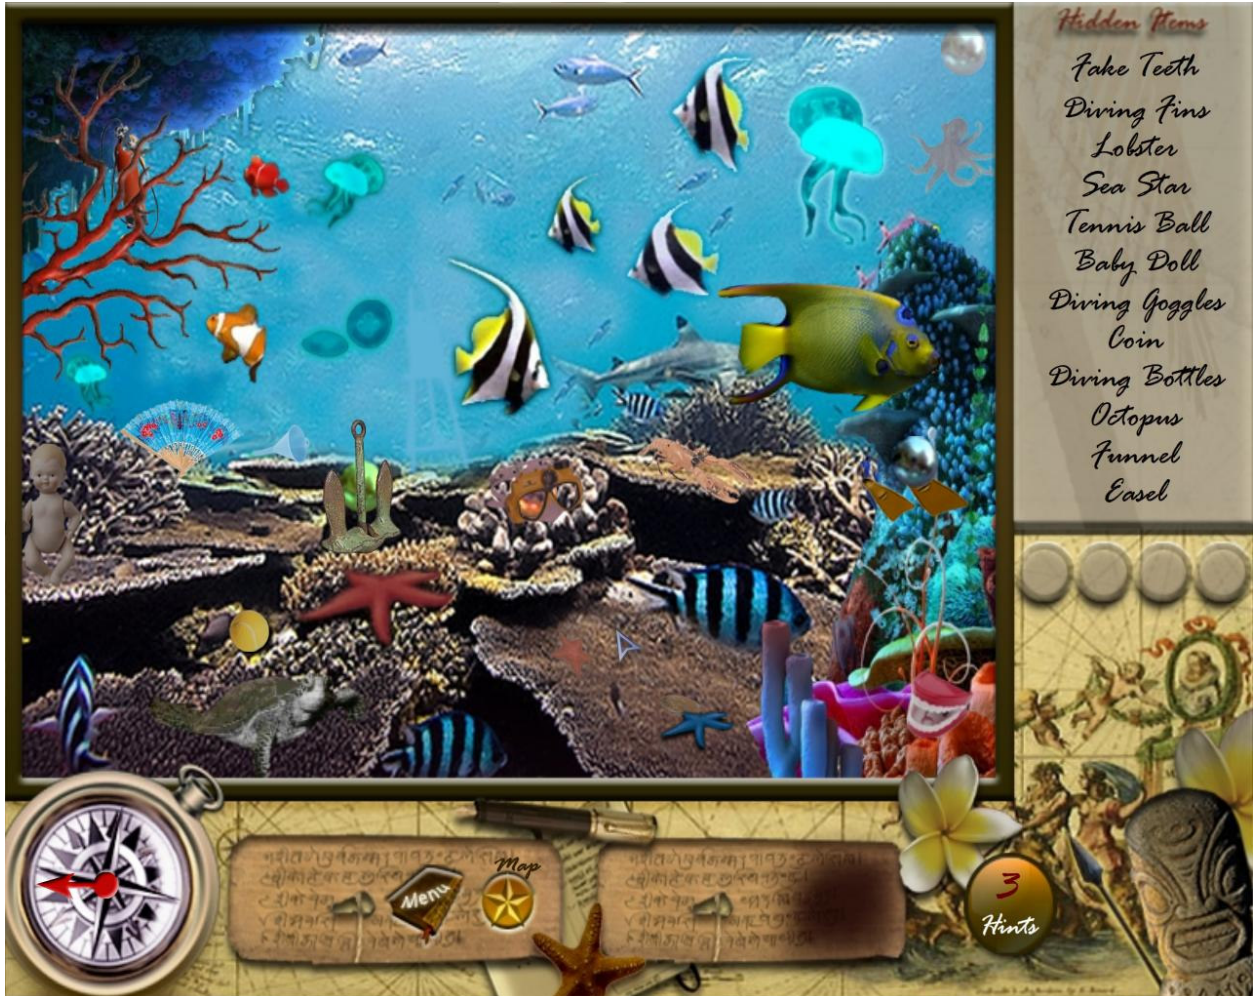 Hidden Items
Fake Teeth
Diving Fins
Lobster
Sea Star
Tennis Ball
Baby Doll
Diving Goggles
Coin
Diving Bottles
Octopus
Funnel
Easel
Map
Menu
3
Hints